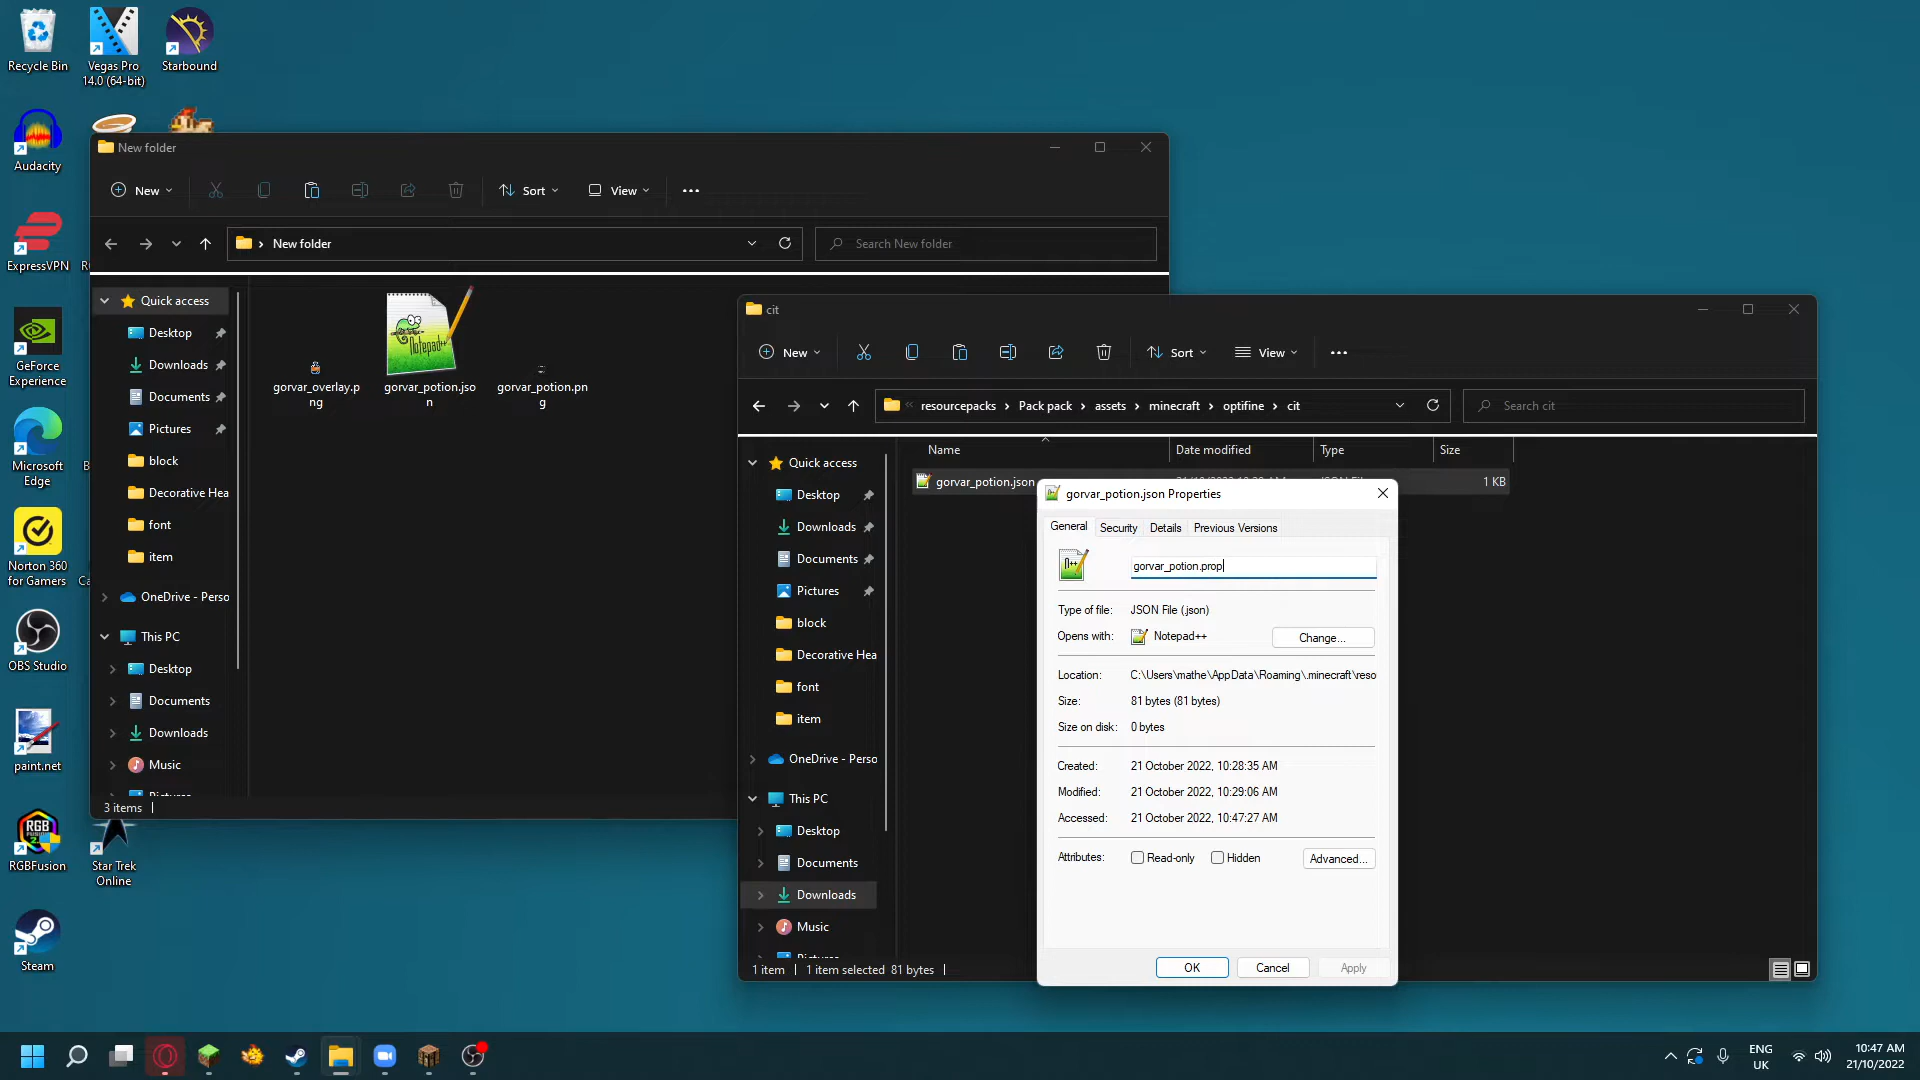 Recycle Bin
Vegas Pro
14.0 (64-bit)
Starbound
Audacity
ExpressVPN
GeForce
Experience
Microsoft
Edge
Norton 360
for Gamers
OBS Studio
paint.net
RGBFusion
Star Trek
Online
Steam
New folder
New
Sort
View
New folder
Search New folder
Quick access
Desktop
Downloads
Documents
Pictures
block
Decorative Hea
font
item
OneDrive - Perso
This PC
Desktop
Documents
Downloads
Music
gorvar_overlay.p
ng
gorvar_potion.jso
n
gorvar_potion.pn
g
3 items
cit
New
Sort
View
resourcepacks > Pack pack > assets > minecraft > optifine > cit
Search cit
Quick access
Desktop
Downloads
Documents
Pictures
block
Decorative Hea
font
item
OneDrive - Perso
This PC
Desktop
Documents
Downloads
Music
Name
Date modified
Type
Size
gorvar_potion.json
1 KB
1 item
1 item selected 81 bytes
gorvar_potion.json Properties
General
Security
Details
Previous Versions
gorvar_potion.prop
Type of file: JSON File (.json)
Opens with: Notepad++
Change...
Location: C:\Users\mathe\AppData\Roaming\.minecraft\reso
Size: 81 bytes (81 bytes)
Size on disk: 0 bytes
Created: 21 October 2022, 10:28:35 AM
Modified: 21 October 2022, 10:29:06 AM
Accessed: 21 October 2022, 10:47:27 AM
Attributes:
Read-only
Hidden
Advanced...
OK
Cancel
Apply
ENG
UK
10:47 AM
21/10/2022